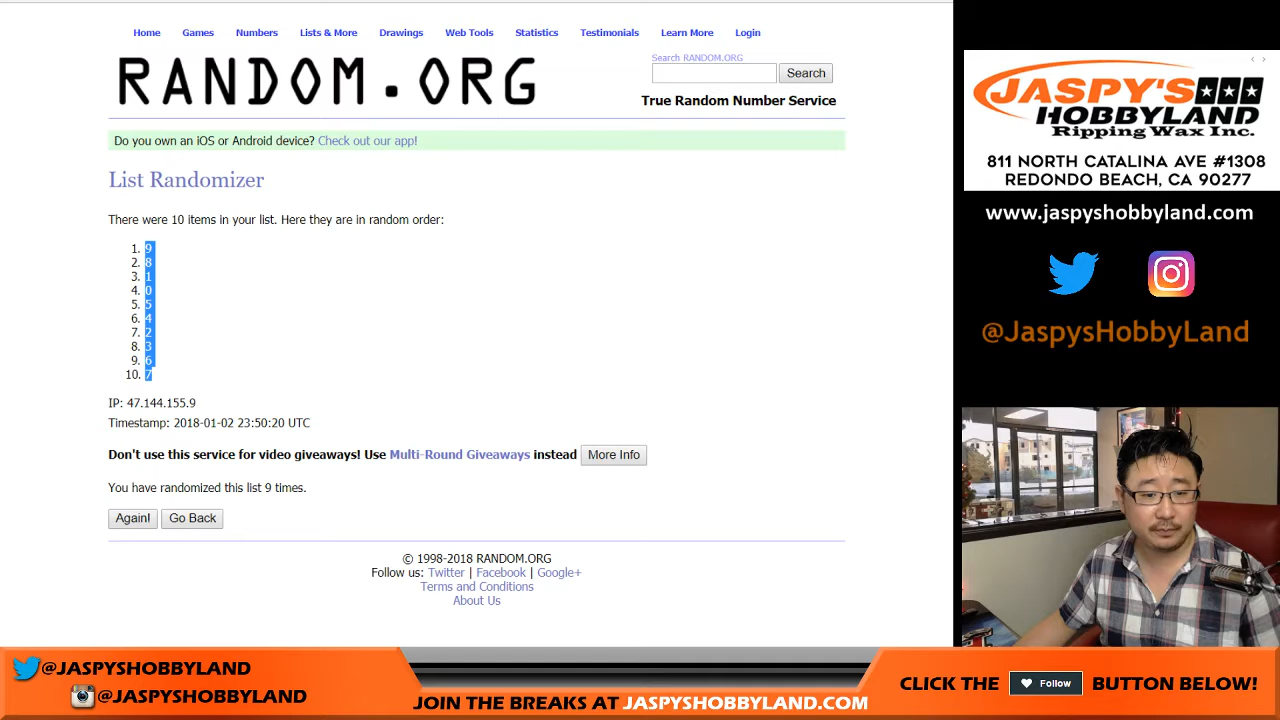 Home Games Numbers Lists & More Drawings Web Tools Statistics Testimonials Learn More Login
RANDOM.ORG
Search RANDOM.ORG
Search
True Random Number Service
Do you own an iOS or Android device? Check out our app!
List Randomizer
There were 10 items in your list. Here they are in random order:
1. 9
2. 8
3. 1
4. 0
5. 5
6. 4
7. 2
8. 3
9. 6
10. 7
IP: 47.144.155.9
Timestamp: 2018-01-02 23:50:20 UTC
Don't use this service for video giveaways! Use Multi-Round Giveaways instead More Info
You have randomized this list 9 times.
Again! Go Back
© 1998-2018 RANDOM.ORG
Follow us: Twitter | Facebook | Google+
Terms and Conditions
About Us
JASPY'S
HOBBYLAND
Ripping Wax Inc.
811 NORTH CATALINA AVE #1308
REDONDO BEACH, CA 90277
www.jaspyshobbyland.com
@JaspysHobbyLand
@JASPYSHOBBYLAND
@JASPYSHOBBYLAND
JOIN THE BREAKS AT JASPYSHOBBYLAND.COM
CLICK THE Follow BUTTON BELOW!